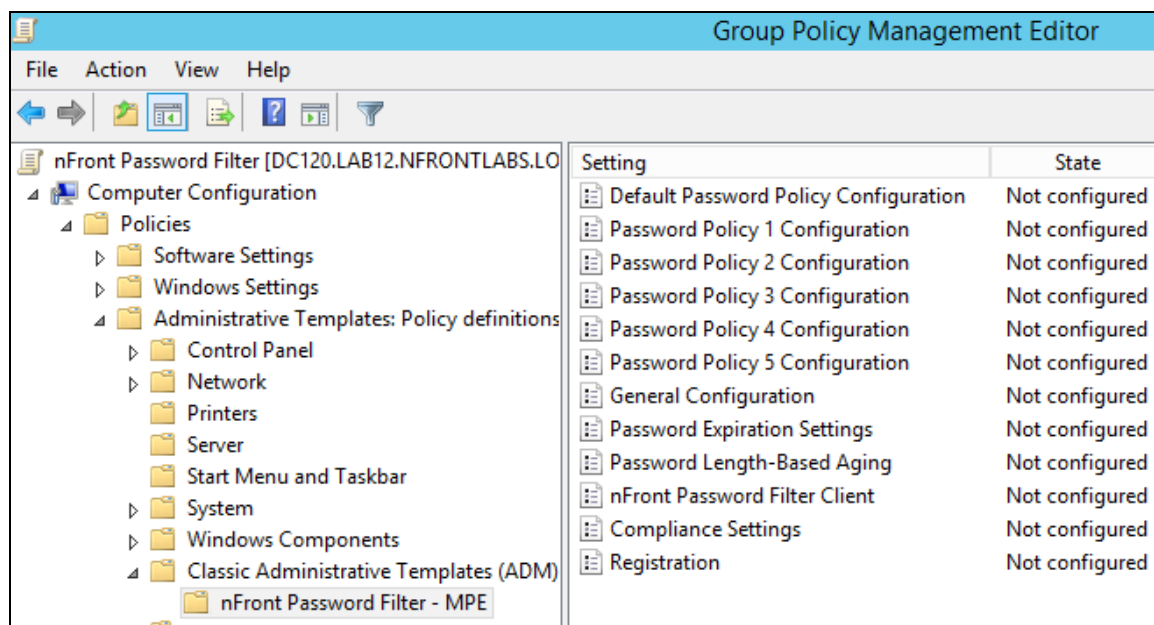 Group Policy Management Editor
File Action View Help
nFront Password Filter [DC120.LAB12.NFRONTLABS.LO
Computer Configuration
Policies
Software Settings
Windows Settings
Administrative Templates: Policy definitions
Control Panel
Network
Printers
Server
Start Menu and Taskbar
System
Windows Components
Classic Administrative Templates (ADM)
nFront Password Filter - MPE
Setting State
Default Password Policy Configuration Not configured
Password Policy 1 Configuration Not configured
Password Policy 2 Configuration Not configured
Password Policy 3 Configuration Not configured
Password Policy 4 Configuration Not configured
Password Policy 5 Configuration Not configured
General Configuration Not configured
Password Expiration Settings Not configured
Password Length-Based Aging Not configured
nFront Password Filter Client Not configured
Compliance Settings Not configured
Registration Not configured